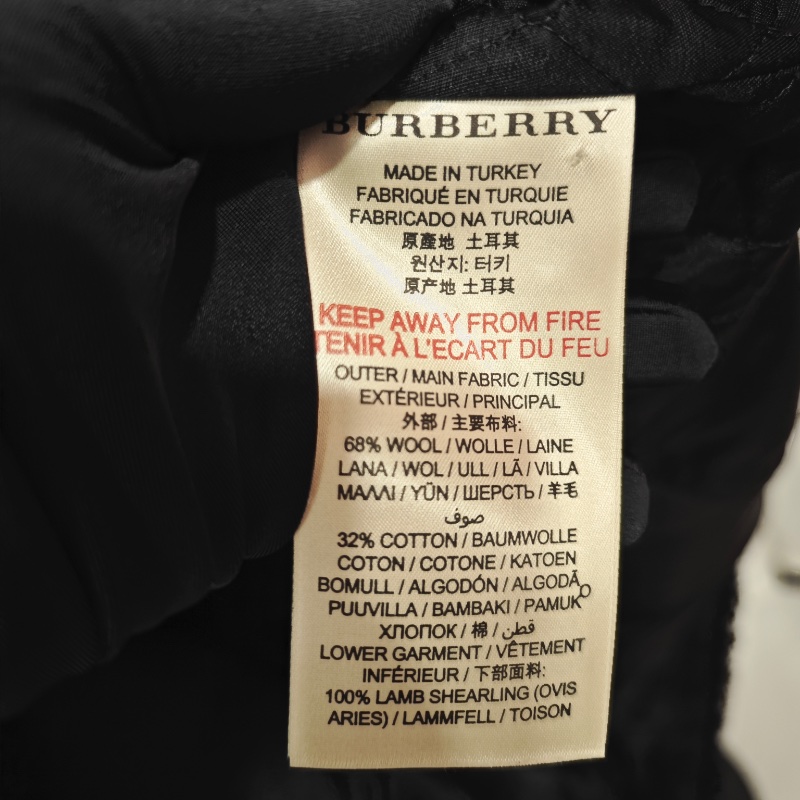 BURBERRY
MADE IN TURKEY
FABRIQUÉ EN TURQUIE
FABRICADO NA TURQUIA
原產地 土耳其
원산지: 터키
原产地 土耳其
KEEP AWAY FROM FIRE
TENIR À L'ECART DU FEU
OUTER / MAIN FABRIC / TISSU
EXTÉRIEUR / PRINCIPAL
外部 / 主要布料:
68% WOOL / WOLLE / LAINE
LANA / WOL / ULL / LÃ / VILLA
ΜΑΛΛΙ / YÜN / ШЕРСТЬ / 羊毛
صوف
32% COTTON / BAUMWOLLE
COTON / COTONE / KATOEN
BOMULL / ALGODÓN / ALGODÃO
PUUVILLA / BAMBAKI / PAMUK
ХЛОПОК / 棉 / قطن
LOWER GARMENT / VÊTEMENT
INFÉRIEUR / 下部面料:
100% LAMB SHEARLING (OVIS
ARIES) / LAMMFELL / TOISON